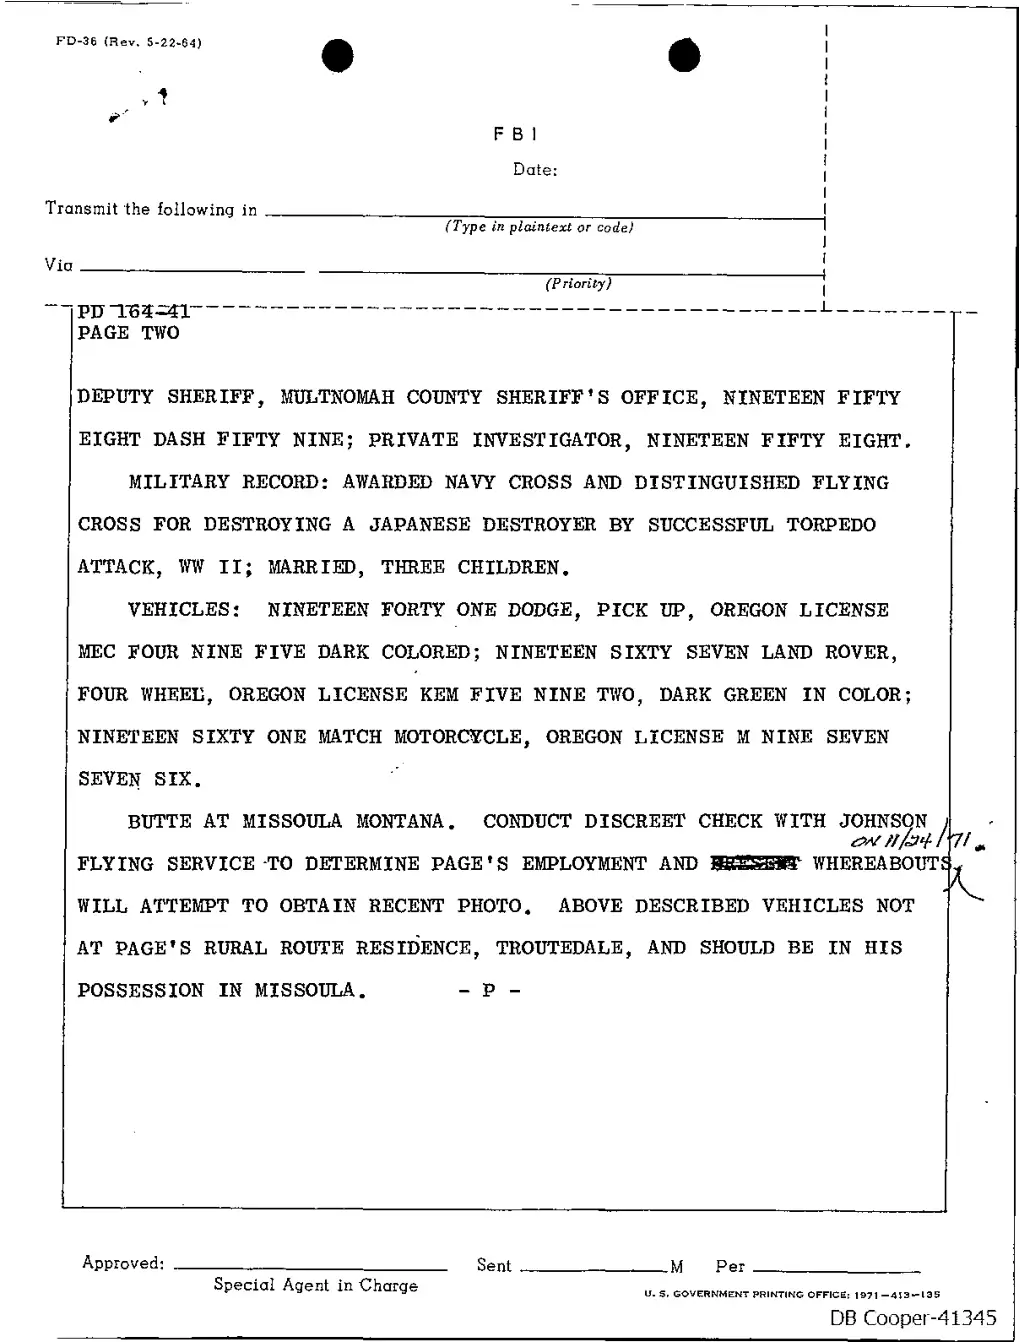 FD-36 (Rev. 5-22-64)
F B I
Date:
Transmit the following in
(Type in plaintext or code)
Via
(Priority)
PD 164-41
PAGE TWO
DEPUTY SHERIFF, MULTNOMAH COUNTY SHERIFF'S OFFICE, NINETEEN FIFTY
EIGHT DASH FIFTY NINE; PRIVATE INVESTIGATOR, NINETEEN FIFTY EIGHT.
MILITARY RECORD: AWARDED NAVY CROSS AND DISTINGUISHED FLYING
CROSS FOR DESTROYING A JAPANESE DESTROYER BY SUCCESSFUL TORPEDO
ATTACK, WW II; MARRIED, THREE CHILDREN.
VEHICLES: NINETEEN FORTY ONE DODGE, PICK UP, OREGON LICENSE
MEC FOUR NINE FIVE DARK COLORED; NINETEEN SIXTY SEVEN LAND ROVER,
FOUR WHEEL, OREGON LICENSE KEM FIVE NINE TWO, DARK GREEN IN COLOR;
NINETEEN SIXTY ONE MATCH MOTORCYCLE, OREGON LICENSE M NINE SEVEN
SEVEN SIX.
BUTTE AT MISSOULA MONTANA. CONDUCT DISCREET CHECK WITH JOHNSON
ON 11/24/71.
FLYING SERVICE TO DETERMINE PAGE'S EMPLOYMENT AND WHEREABOUTS
WILL ATTEMPT TO OBTAIN RECENT PHOTO. ABOVE DESCRIBED VEHICLES NOT
AT PAGE'S RURAL ROUTE RESIDENCE, TROUTEDALE, AND SHOULD BE IN HIS
POSSESSION IN MISSOULA. - P -
Approved:
Sent M Per
Special Agent in Charge
U. S. GOVERNMENT PRINTING OFFICE: 1971-413-135
DB Cooper-41345